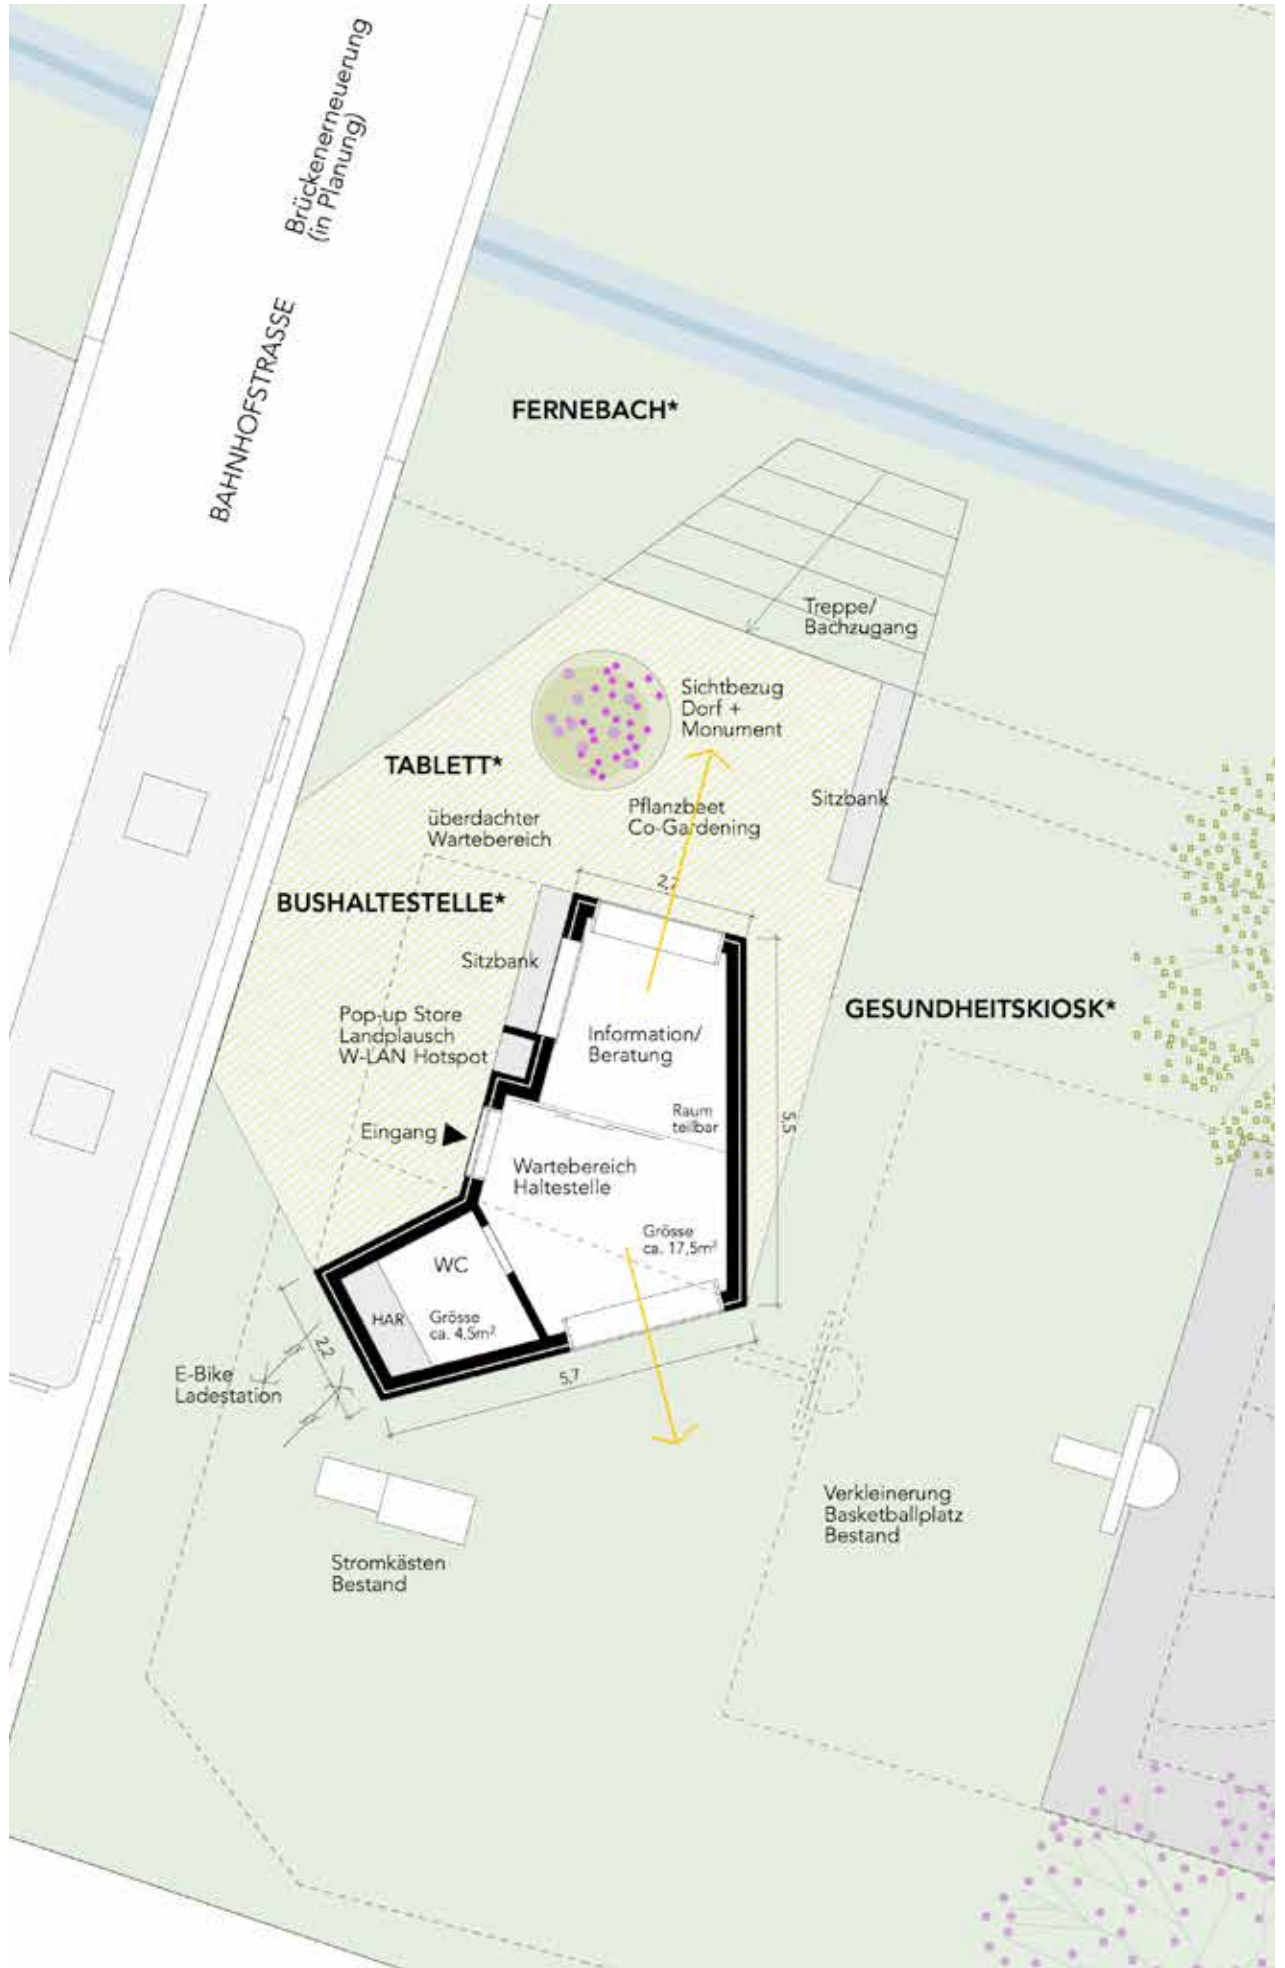 Brückenerneuerung
(in Planung)
BAHNHOFSTRASSE
FERNEBACH*
Treppe/
Bachzugang
Sichtbezug
Dorf +
Monument
TABLETT*
Sitzbank
Pflanzbeet
Co-Gardening
überdachter
Wartebereich
2,7
BUSHALTESTELLE*
Sitzbank
GESUNDHEITSKIOSK*
Pop-up Store
Landplausch
W-LAN Hotspot
Information/
Beratung
Raum
teilbar
5,5
Eingang
Wartebereich
Haltestelle
Grösse
ca. 17,5m²
WC
HAR
Grösse
ca. 4,5m²
2,2
E-Bike
Ladestation
5,7
Verkleinerung
Basketballplatz
Bestand
Stromkästen
Bestand